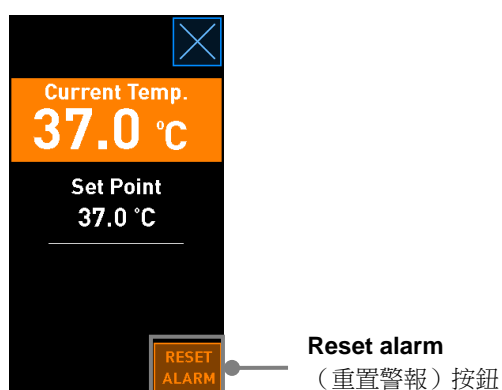 Current Temp.
37.0 °C
Set Point
37.0 °C
RESET
ALARM
Reset alarm
（重置警報）按鈕